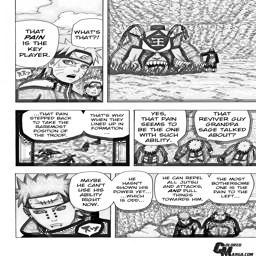 WHAT'S
THAT?!
THAT
PAIN
IS THE
KEY
PLAYER.
THAT
REVIVER GUY
GRANDPA
SAGE TALKED
ABOUT?
YES,
THAT PAIN
SEEMS TO
BE THE ONE
WITH SUCH
ABILITY.
THAT'S WHY
WHEN THEY
LINED UP IN
FORMATION
...THAT PAIN
STEPPED BACK
TO TAKE THE
REARMOST
POSITION OF
THE TROOP.
THE MOST
BOTHERSOME
ONE IS
THE PAIN
TO THE
LEFT...
HE CAN REPEL
ALL JUTSU
AND ATTACKS,
AND PULL
THINGS
TOWARDS HIM.
HE
HASN'T
SHOWN HIS
POWER YET...
WHICH
IS ODD...
MAYBE
HE CAN'T
USE HIS
ABILITY
RIGHT
NOW.